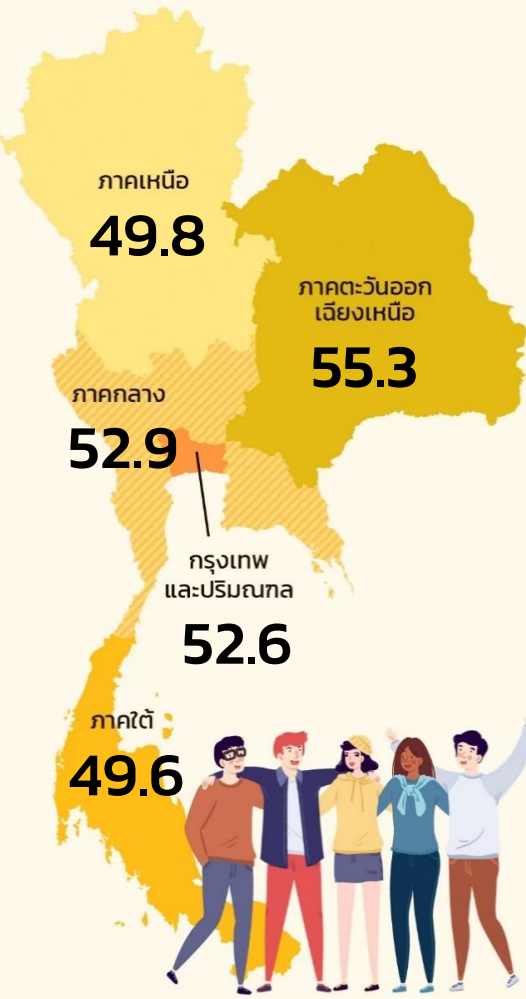 ภาคเหนือ
49.8
ภาคตะวันออก
เฉียงเหนือ
55.3
ภาคกลาง
52.9
กรุงเทพ
และปริมณฑล
52.6
ภาคใต้
49.6